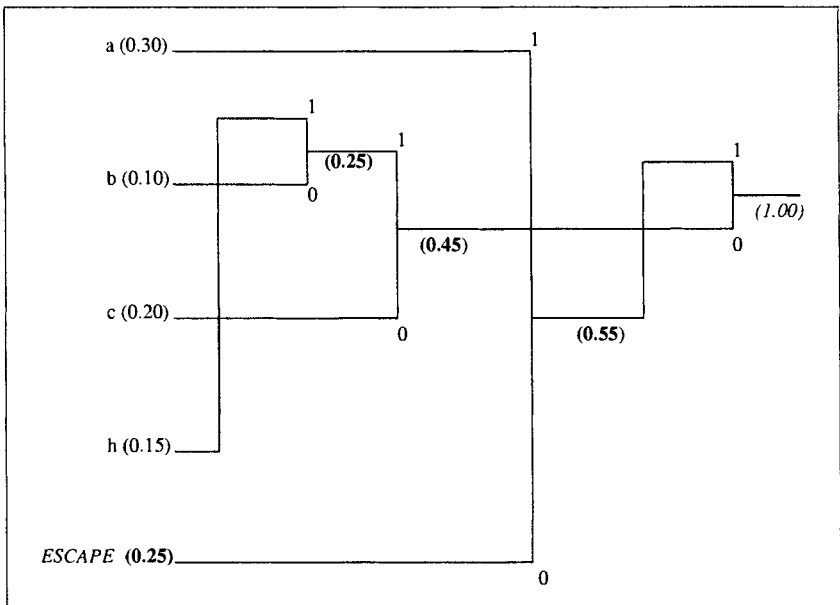 1
a (0.30)
1
1
1
(0.25)
b (0.10)
0
(1.00)
(0.45)
0
c (0.20)
0
(0.55)
h (0.15)
ESCAPE (0.25)
0